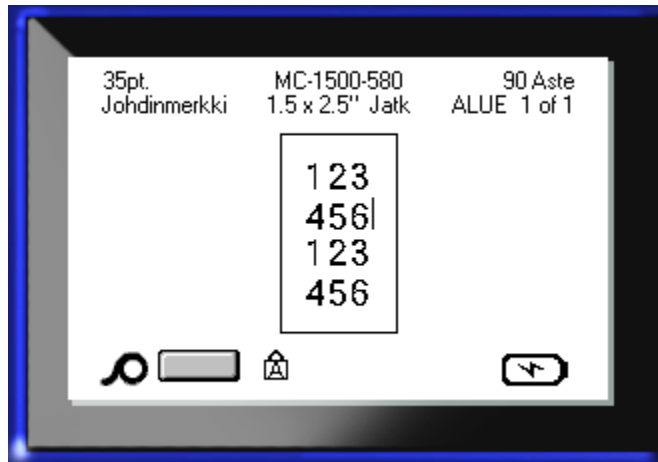 35pt. MC-1500-580 90 Aste
Johdinmerkki 1.5 x 2.5" Jatk ALUE 1 of 1
123
456
123
456
A